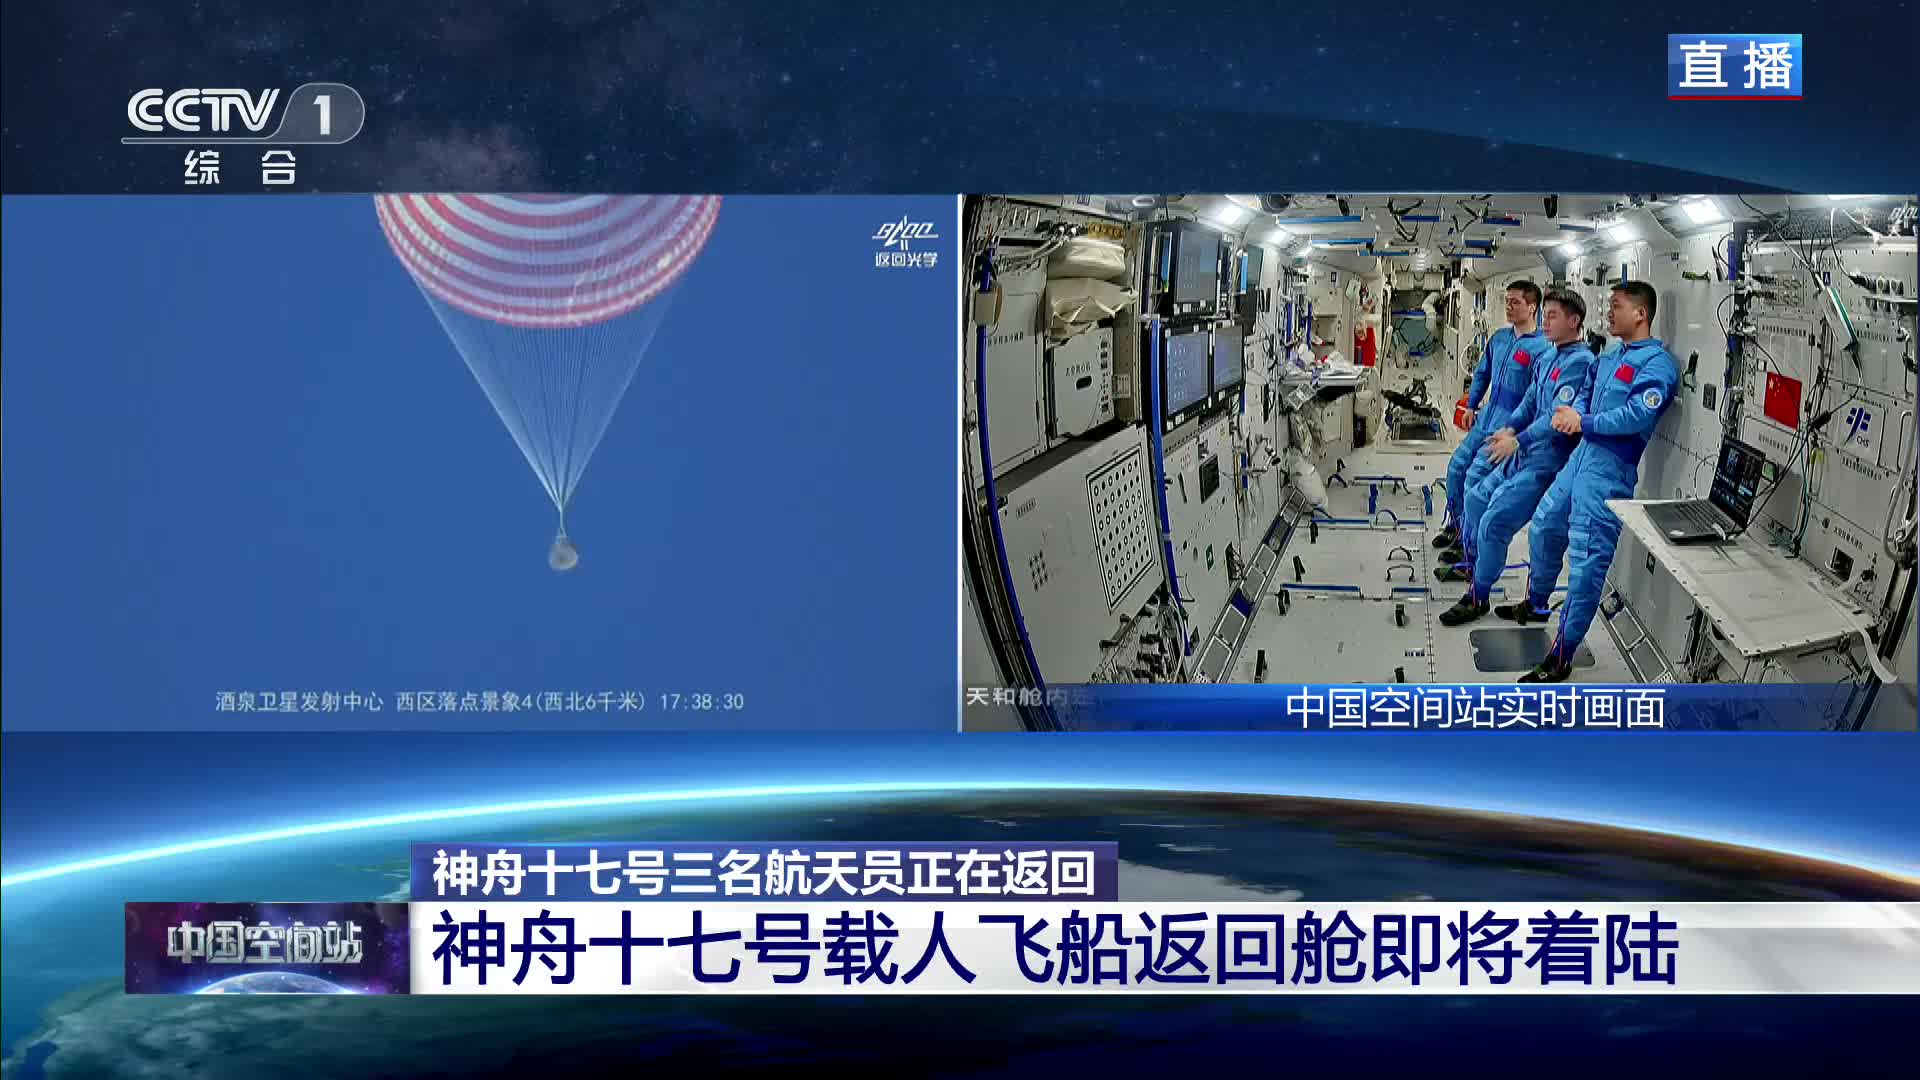 直播
CCTV 1
综合
返回光学
酒泉卫星发射中心 西区落点景象4(西北6千米) 17:38:30
天和舱内
中国空间站实时画面
神舟十七号三名航天员正在返回
中国空间站
神舟十七号载人飞船返回舱即将着陆